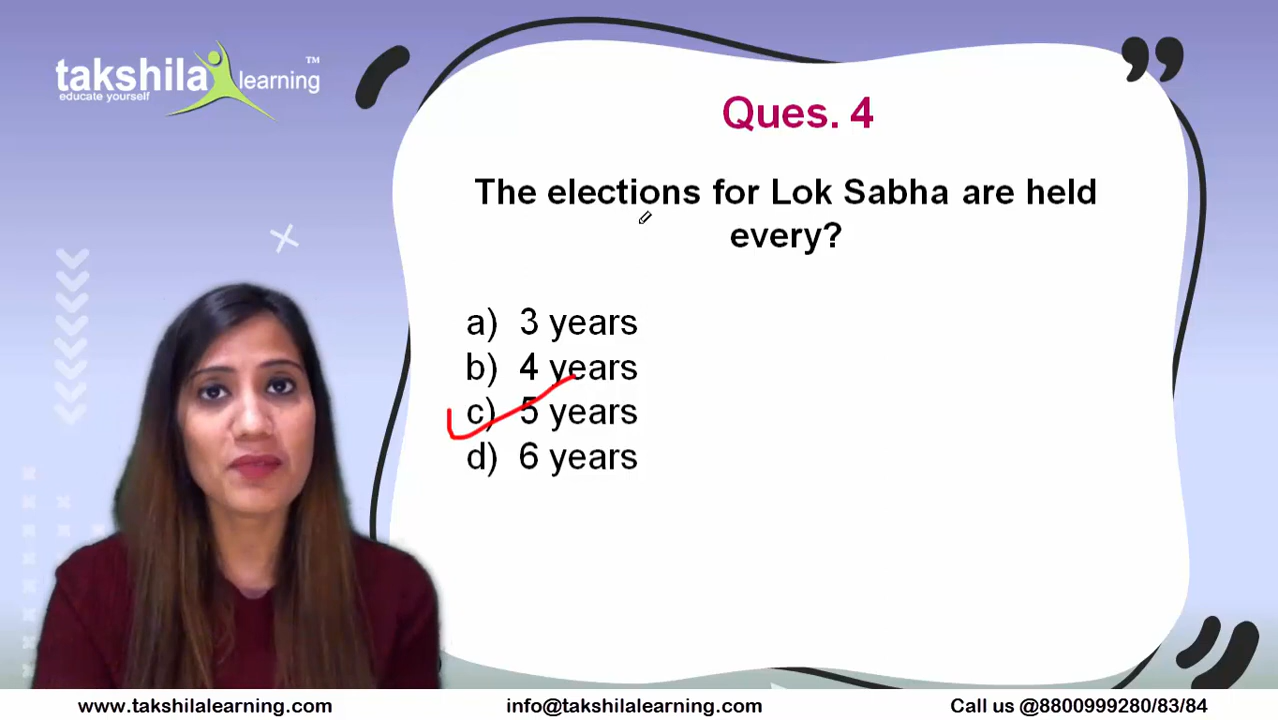 takshila learning ™
educate yourself
Ques. 4
The elections for Lok Sabha are held
every?
a) 3 years
b) 4 years
c) 5 years
d) 6 years
www.takshilalearning.com info@takshilalearning.com Call us @8800999280/83/84